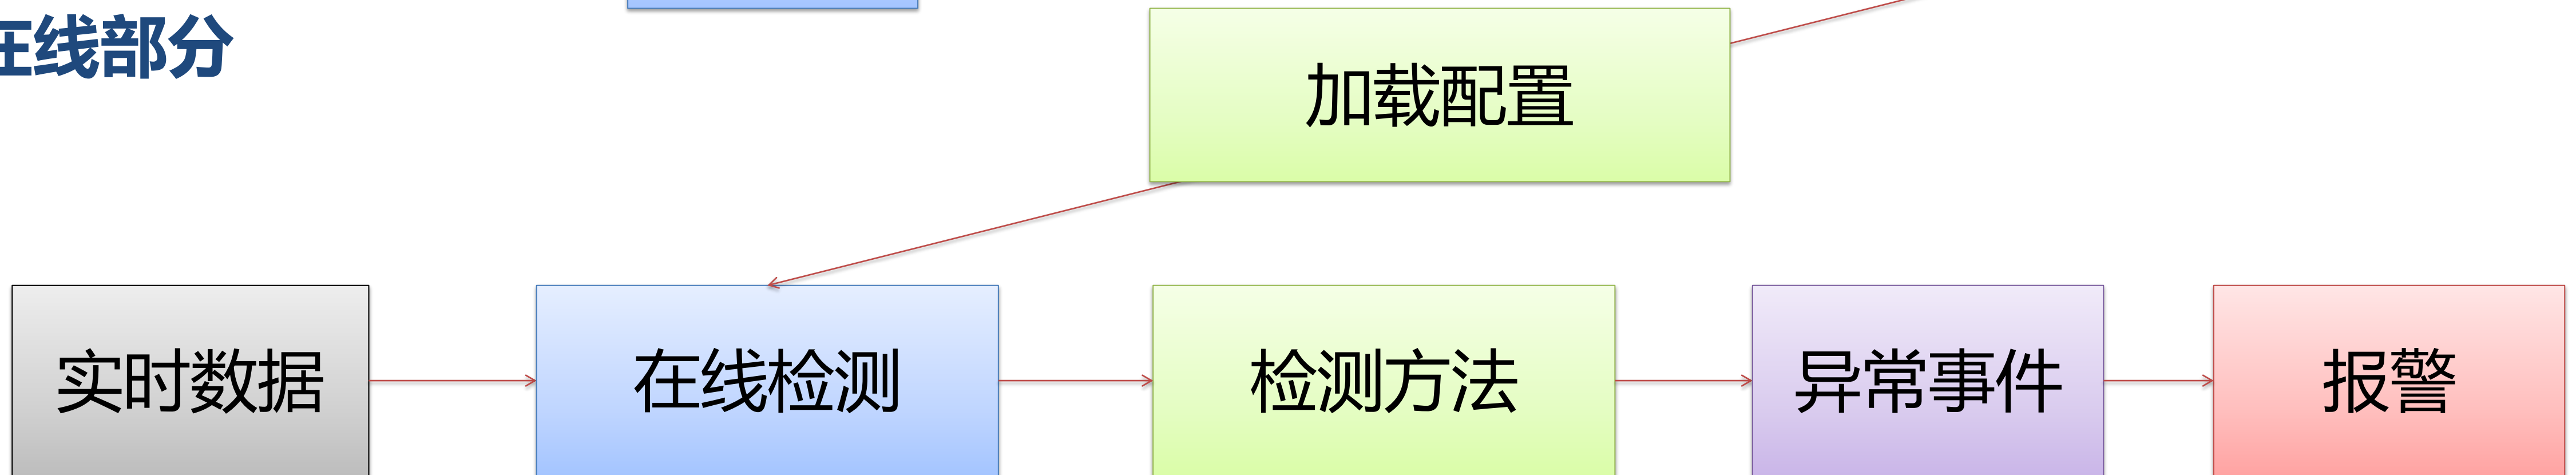 在线部分
加载配置
实时数据
在线检测
检测方法
异常事件
报警